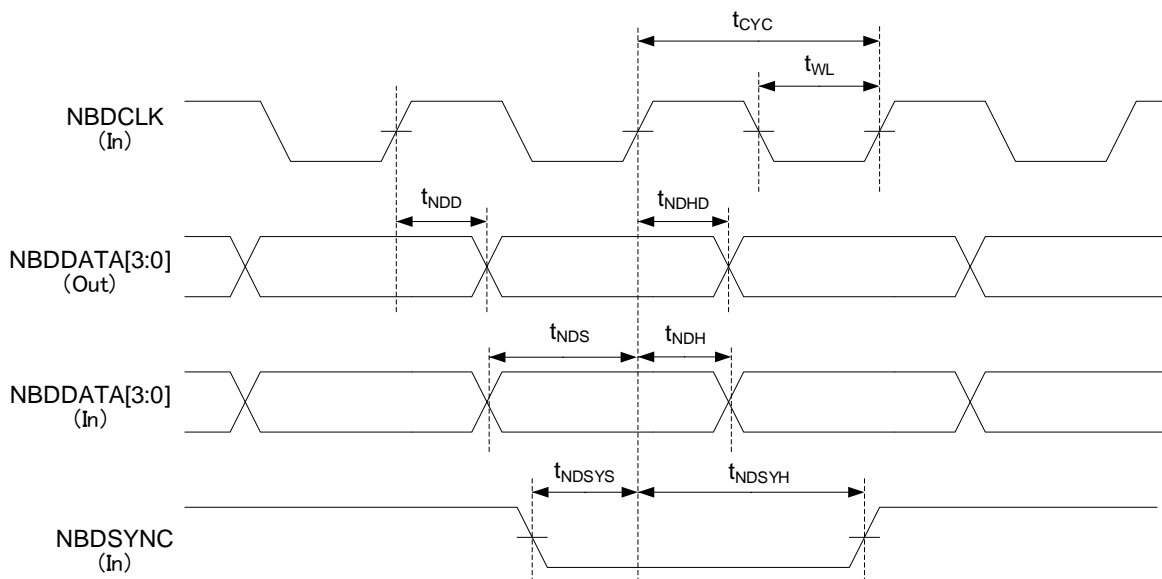 tCYC
tWL
NBDCLK
(In)
tNDD
tNDHD
NBDDATA[3:0]
(Out)
tNDS
tNDH
NBDDATA[3:0]
(In)
tNDSYS
tNDSYH
NBDSYNC
(In)